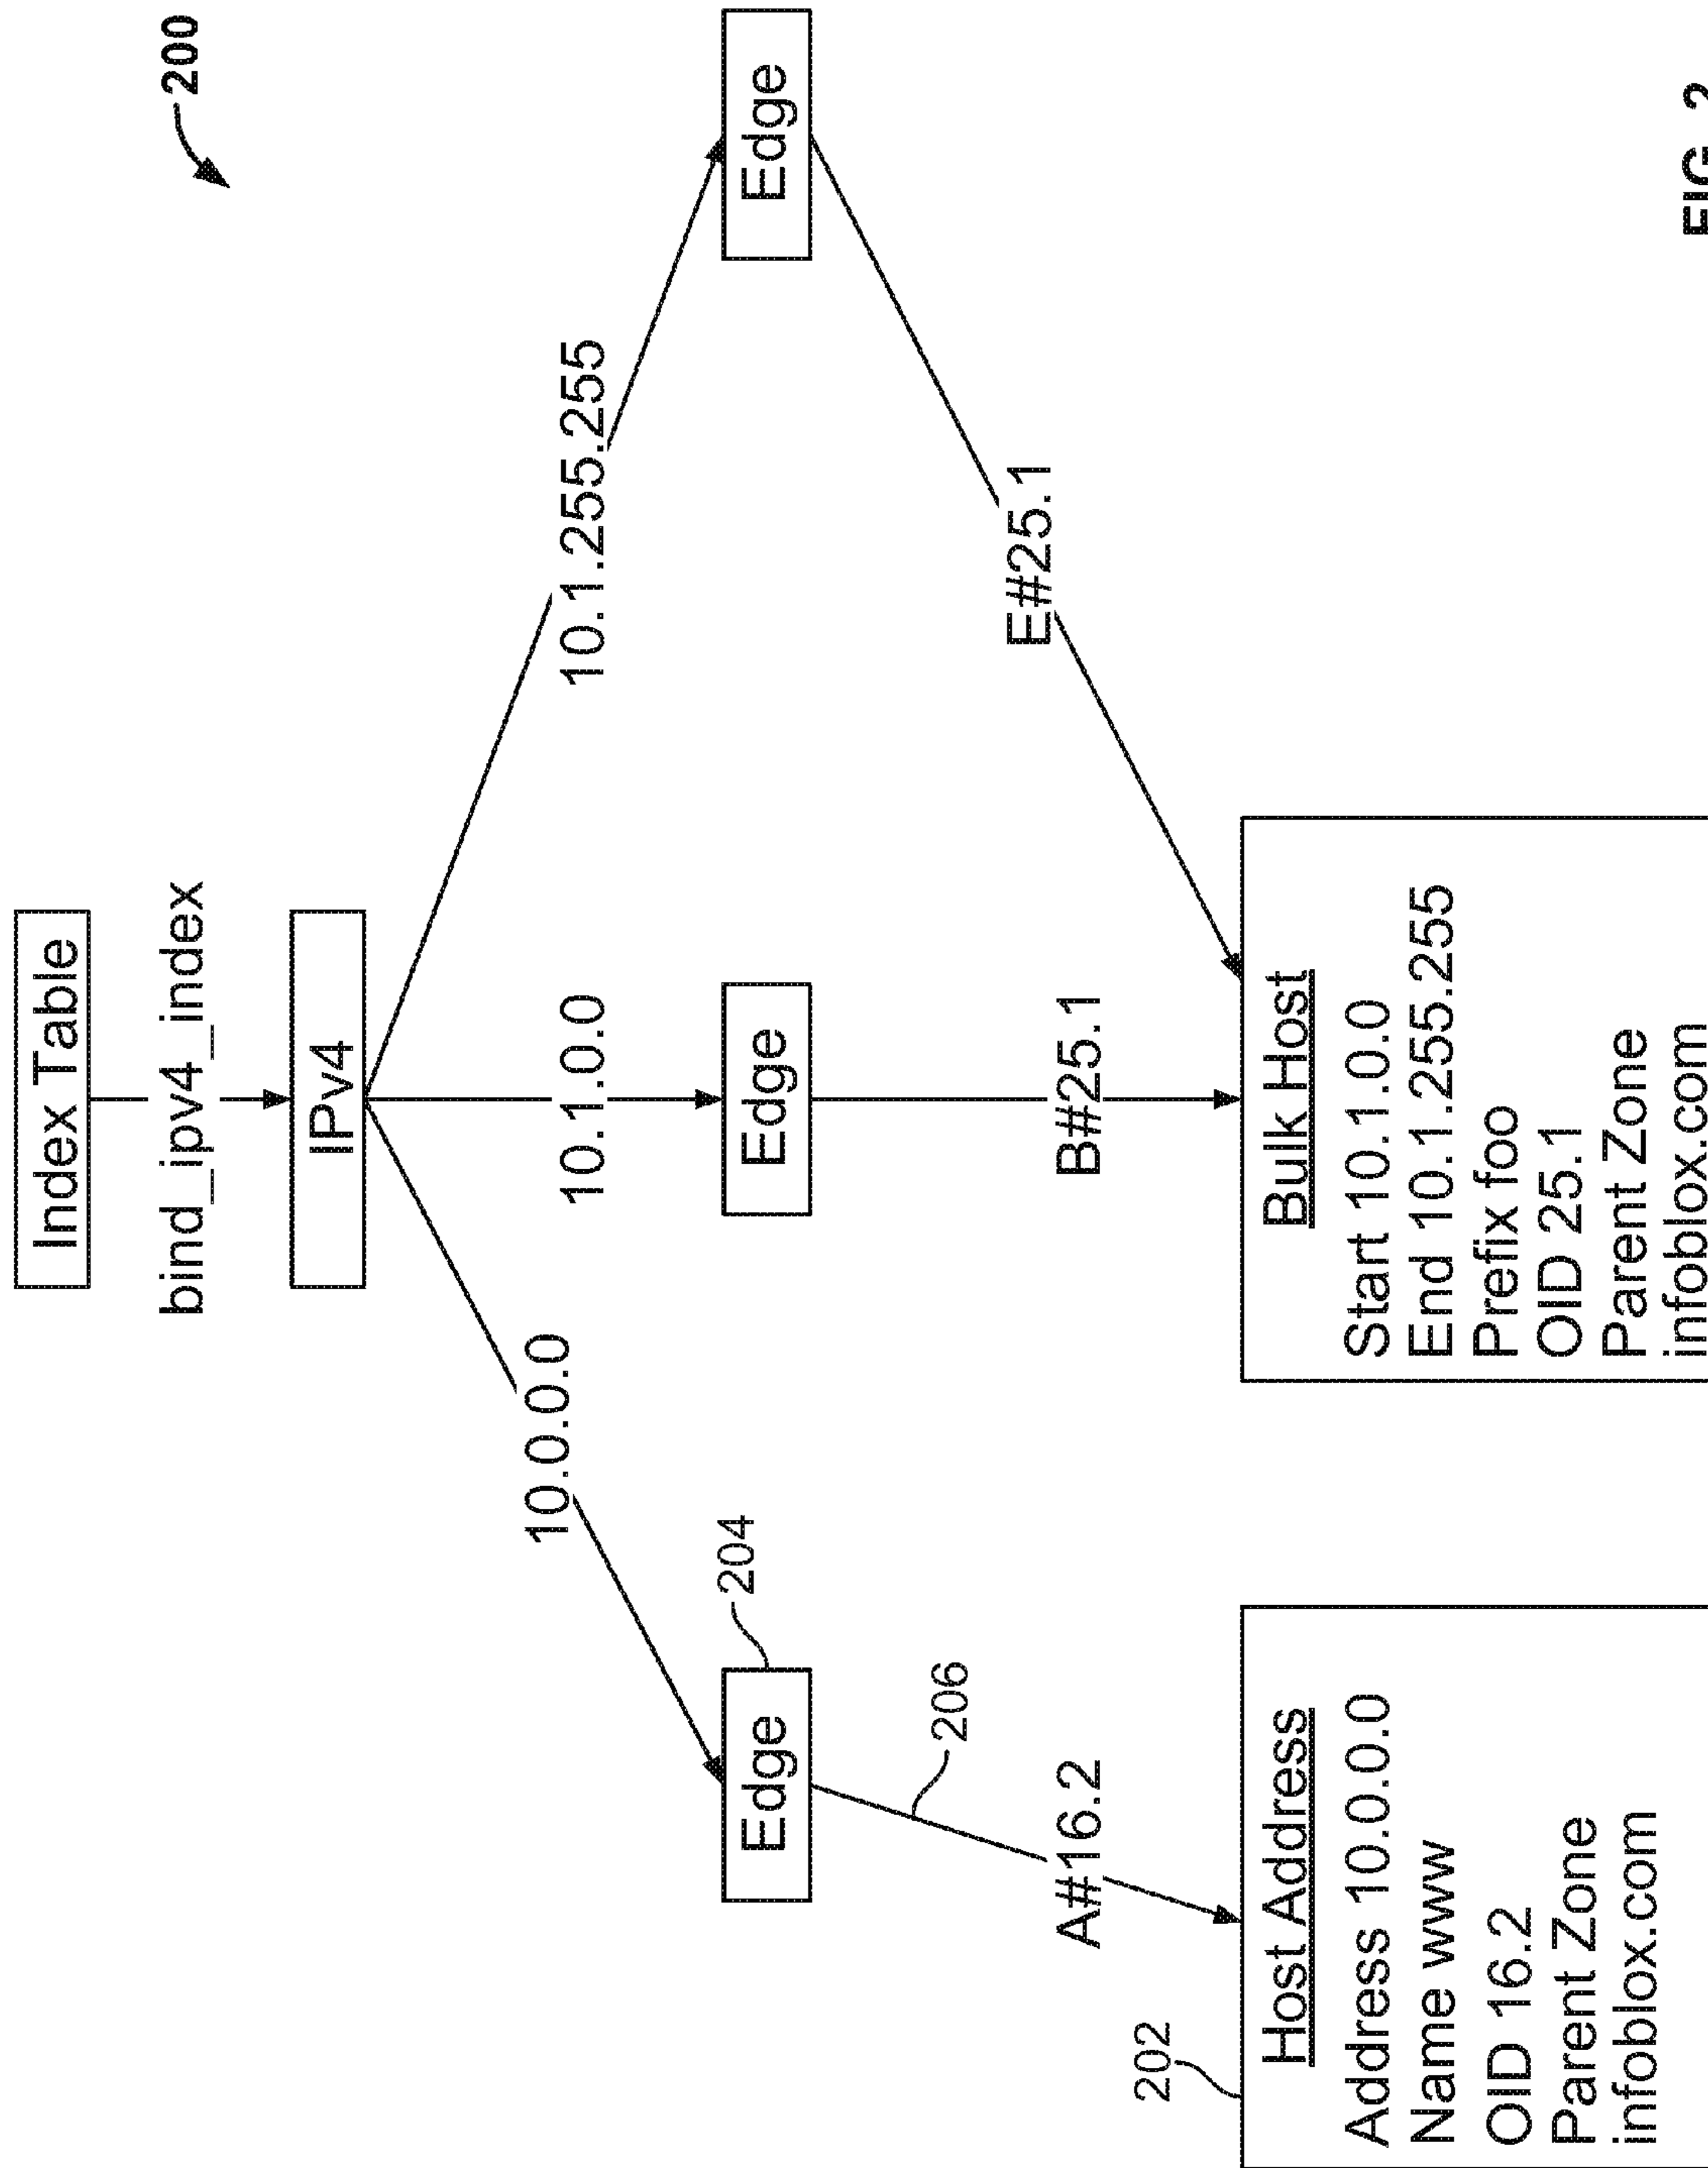 200
Index Table
bind_ipv4_index
IPv4
10.0.0.0
10.1.0.0
10.1.255.255
204
Edge
Edge
Edge
206
A#16.2
B#25.1
E#25.1
202
Host Address
Address 10.0.0.0
Name www
OID 16.2
Parent Zone
infoblox.com
Bulk Host
Start 10.1.0.0
End 10.1.255.255
Prefix foo
OID 25.1
Parent Zone
infoblox.com
FIG. 2